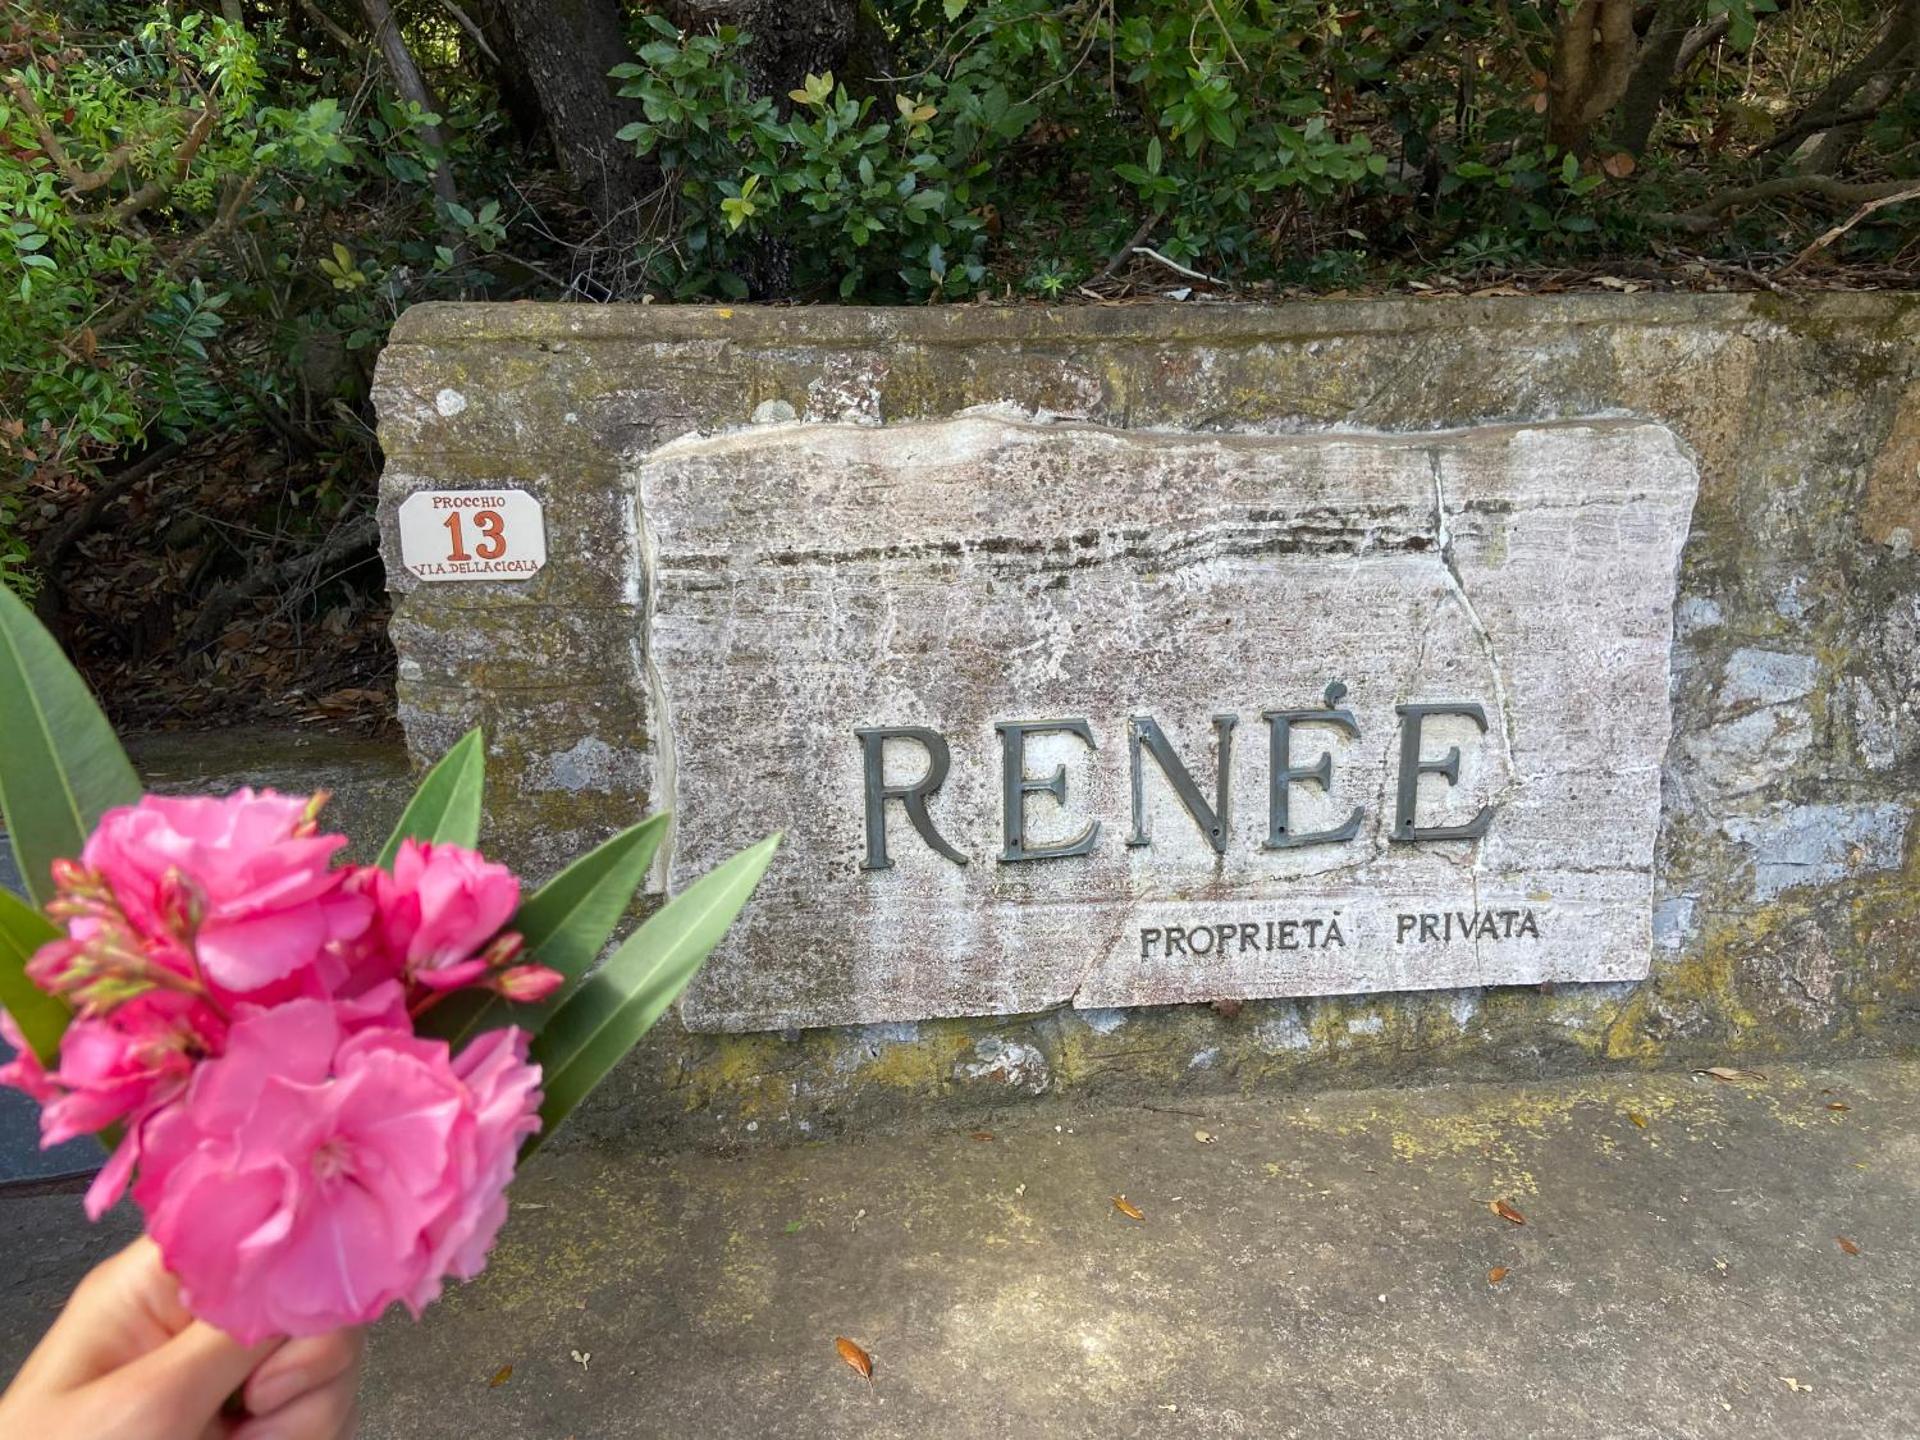 PROCCHIO
13
VIA DELLA CICALA
RENÉE
PROPRIETÀ PRIVATA